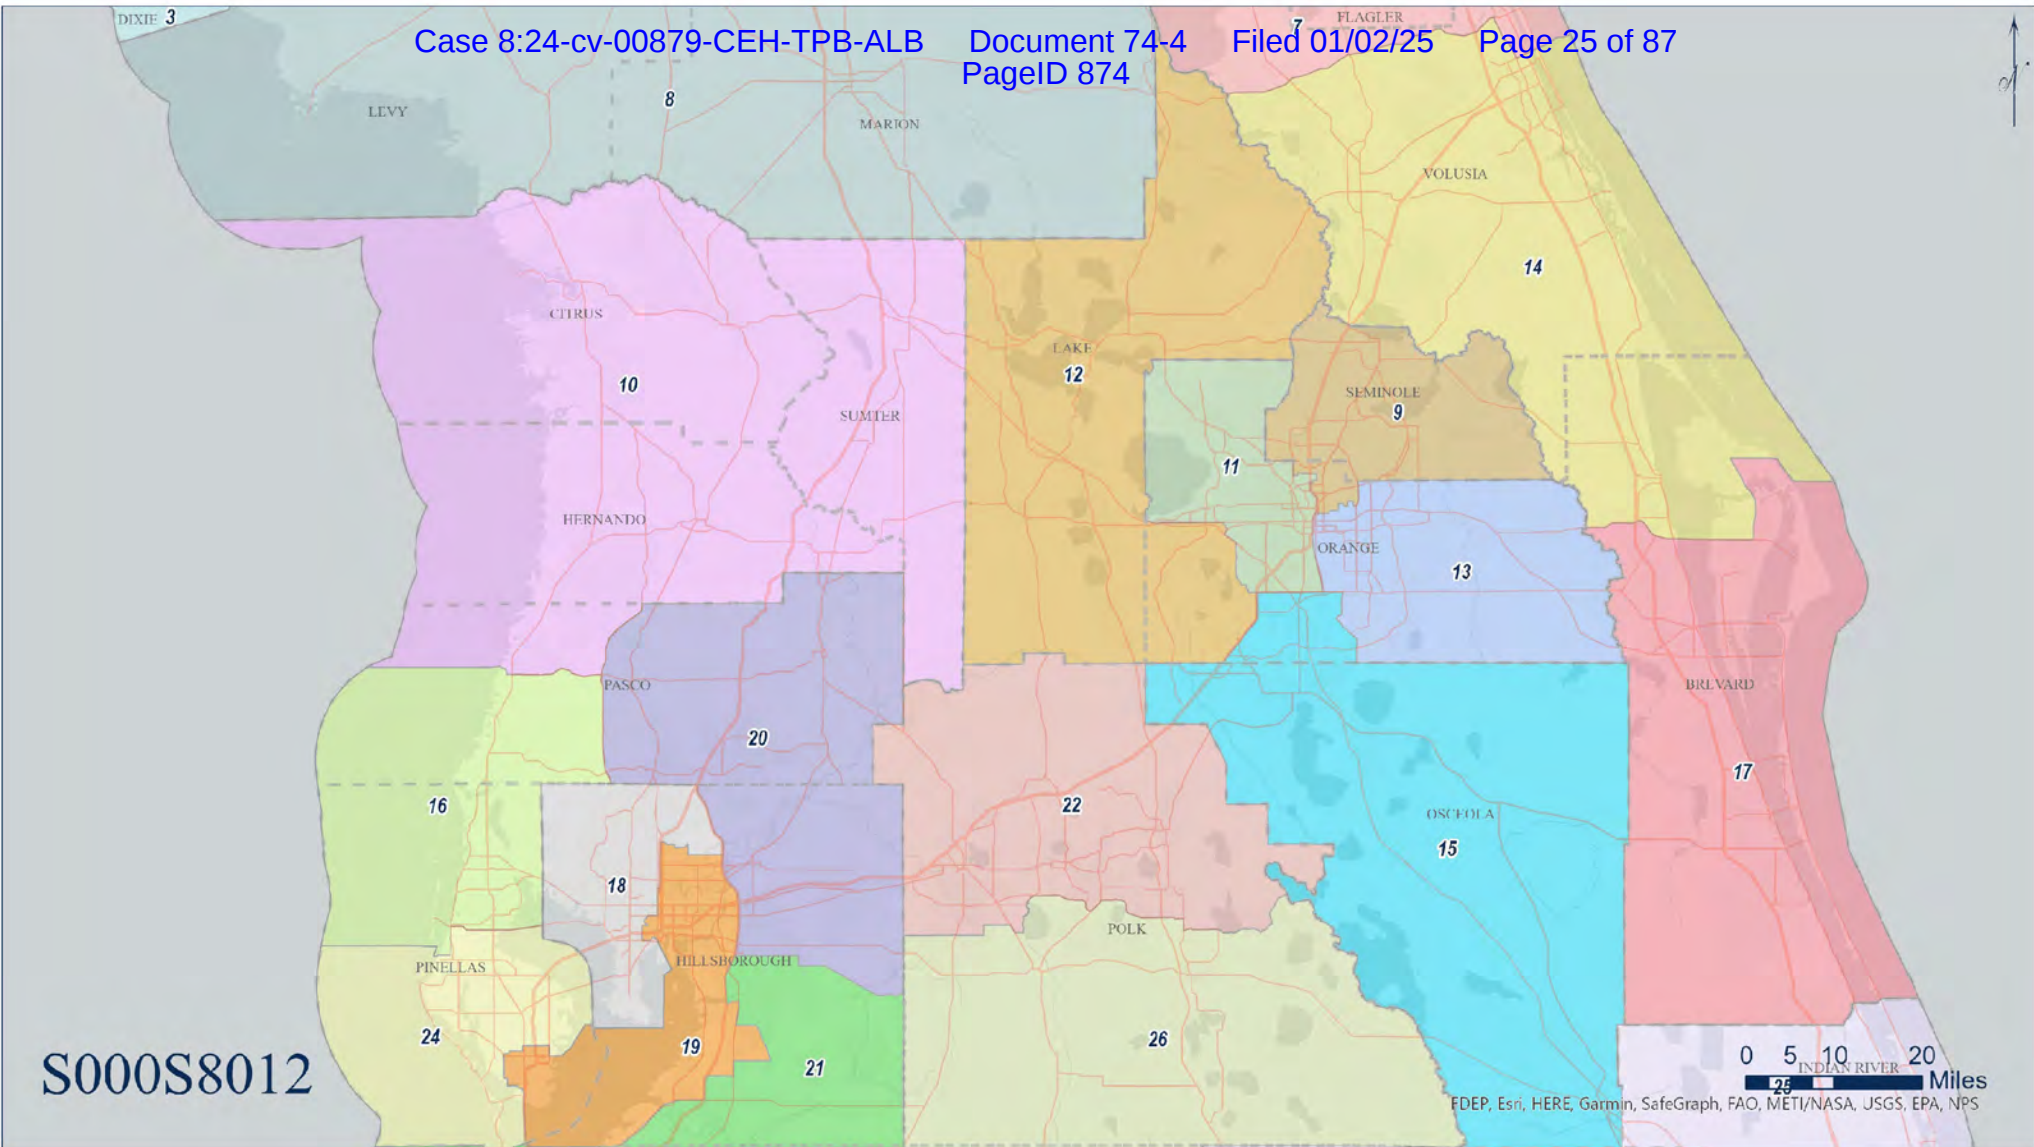 DIXIE 3
7
FLAGLER
Case 8:24-cv-00879-CEH-TPB-ALB Document 74-4 Filed 01/02/25 Page 25 of 87
PageID 874
8
LEVY
MARION
VOLUSIA
14
CITRUS
LAKE
12
10
SEMINOLE
9
SUMTER
11
HERNANDO
ORANGE
13
PASCO
BREVARD
20
17
16
22
OSCEOLA
15
18
POLK
PINELLAS
HILLSBOROUGH
24
19
26
21
S000S8012
0 5 10 20
INDIAN RIVER
25
Miles
FDEP, Esri, HERE, Garmin, SafeGraph, FAO, METI/NASA, USGS, EPA, NPS